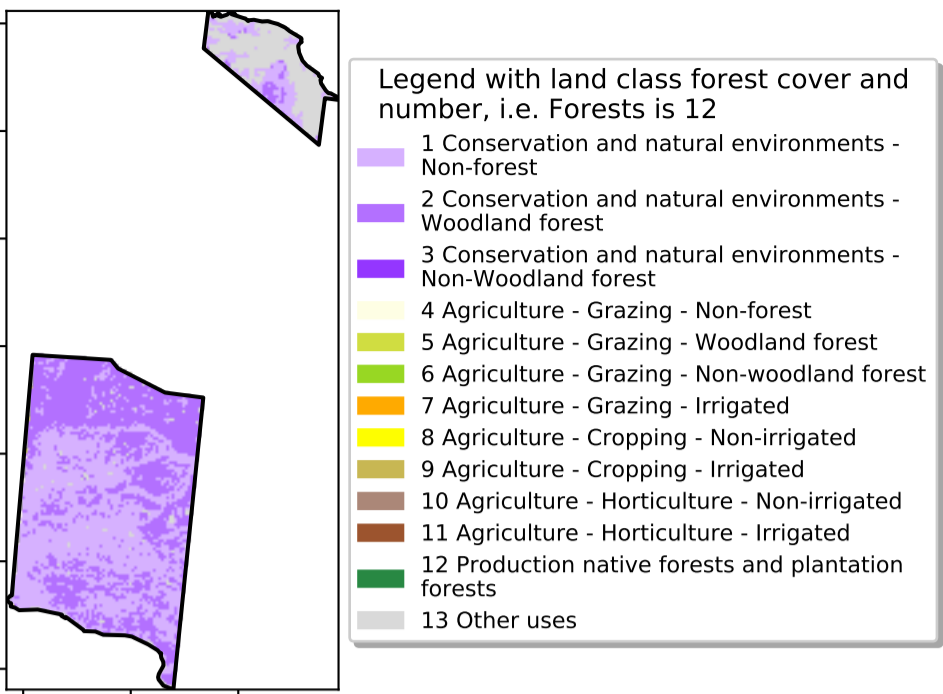 Legend with land class forest cover and
number, i.e. Forests is 12
1 Conservation and natural environments -
Non-forest
2 Conservation and natural environments -
Woodland forest
3 Conservation and natural environments -
Non-Woodland forest
4 Agriculture - Grazing - Non-forest
5 Agriculture - Grazing - Woodland forest
6 Agriculture - Grazing - Non-woodland forest
7 Agriculture - Grazing - Irrigated
8 Agriculture - Cropping - Non-irrigated
9 Agriculture - Cropping - Irrigated
10 Agriculture - Horticulture - Non-irrigated
11 Agriculture - Horticulture - Irrigated
12 Production native forests and plantation
forests
13 Other uses